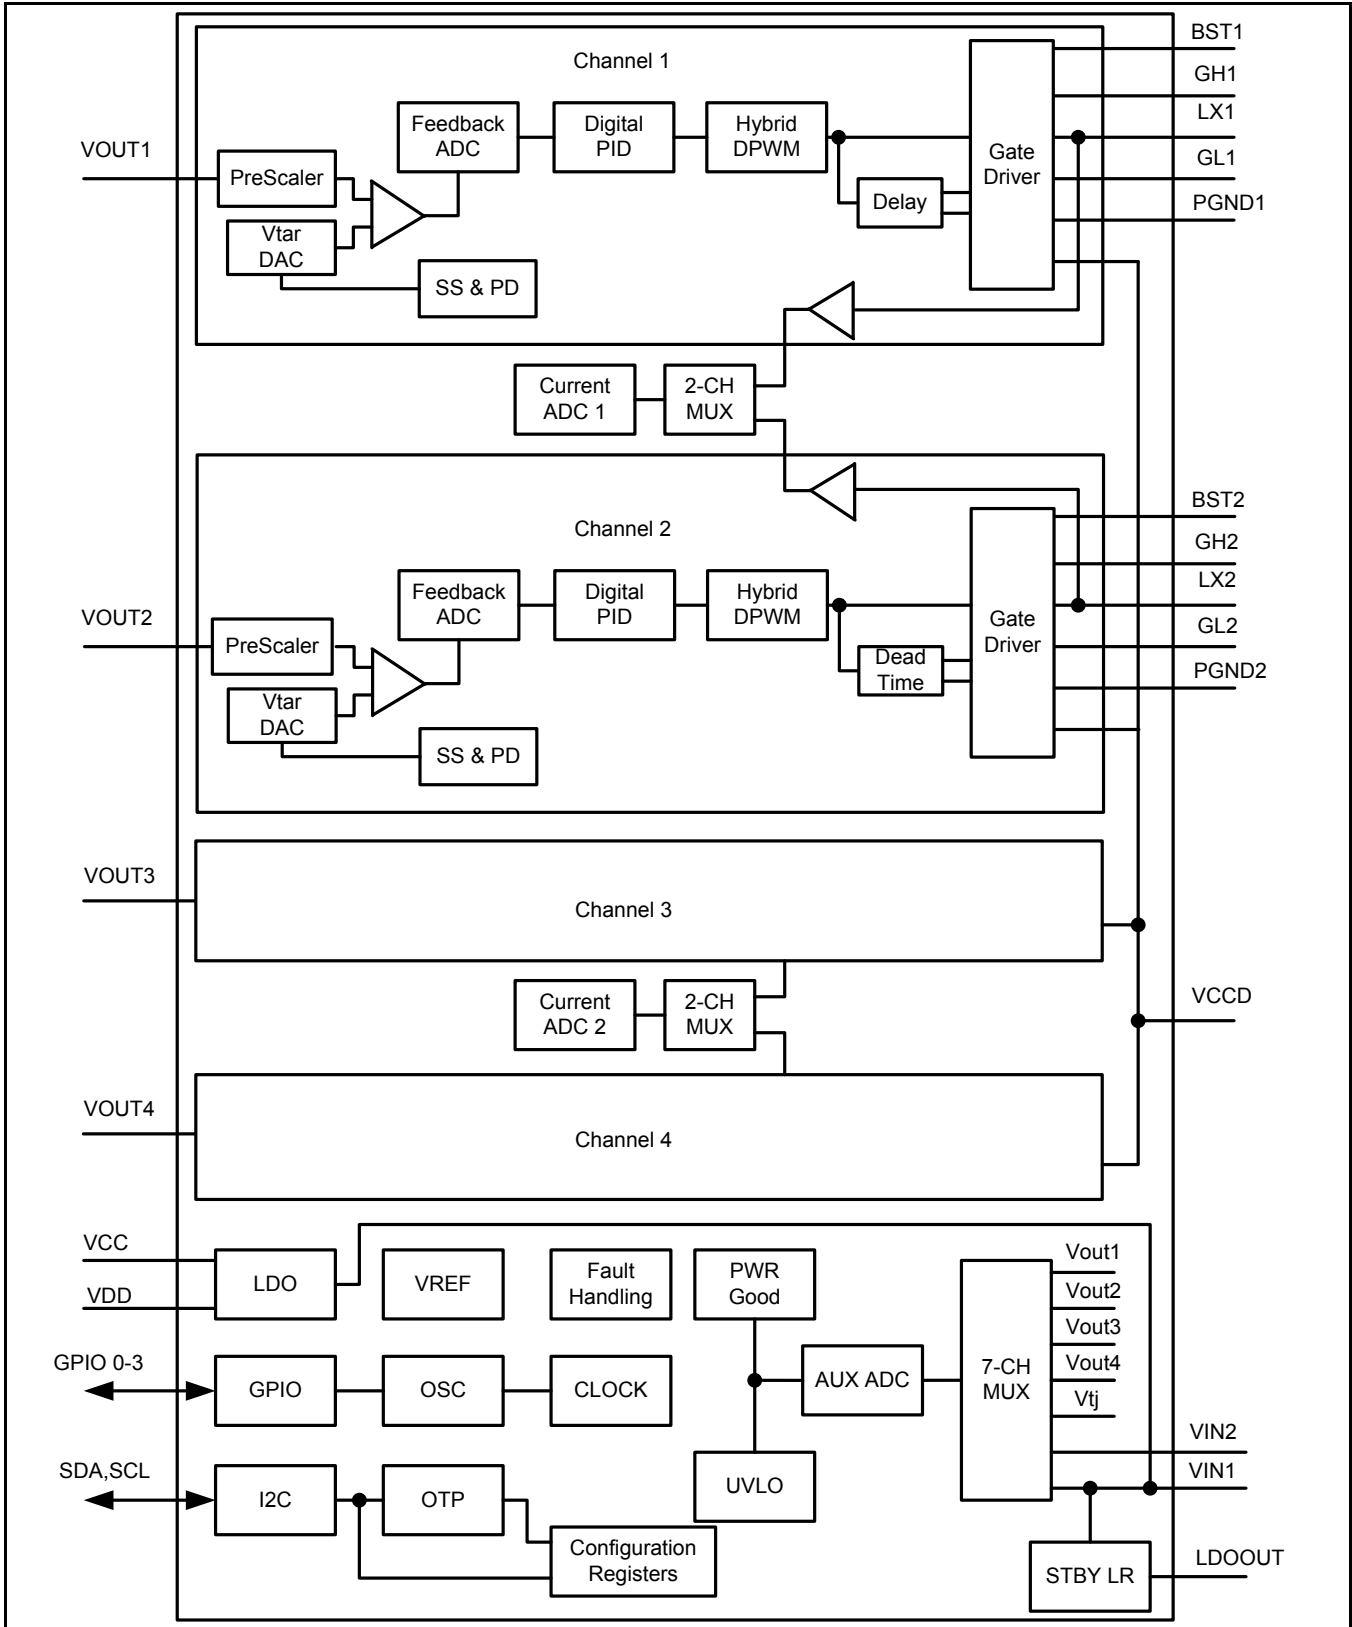 Channel 1
BST1
GH1
LX1
GL1
PGND1
VOUT1
PreScaler
Vtar
DAC
Feedback
ADC
Digital
PID
Hybrid
DPWM
Delay
Gate
Driver
SS & PD
Current
ADC 1
2-CH
MUX
Channel 2
BST2
GH2
LX2
GL2
PGND2
VOUT2
PreScaler
Vtar
DAC
Feedback
ADC
Digital
PID
Hybrid
DPWM
Dead
Time
Gate
Driver
SS & PD
VOUT3
Channel 3
Current
ADC 2
2-CH
MUX
VCCD
VOUT4
Channel 4
VCC
VDD
LDO
VREF
Fault
Handling
PWR
Good
Vout1
Vout2
Vout3
Vout4
Vtj
7-CH
MUX
AUX ADC
GPIO 0-3
GPIO
OSC
CLOCK
VIN2
VIN1
SDA,SCL
I2C
OTP
UVLO
Configuration
Registers
STBY LR
LDOOUT